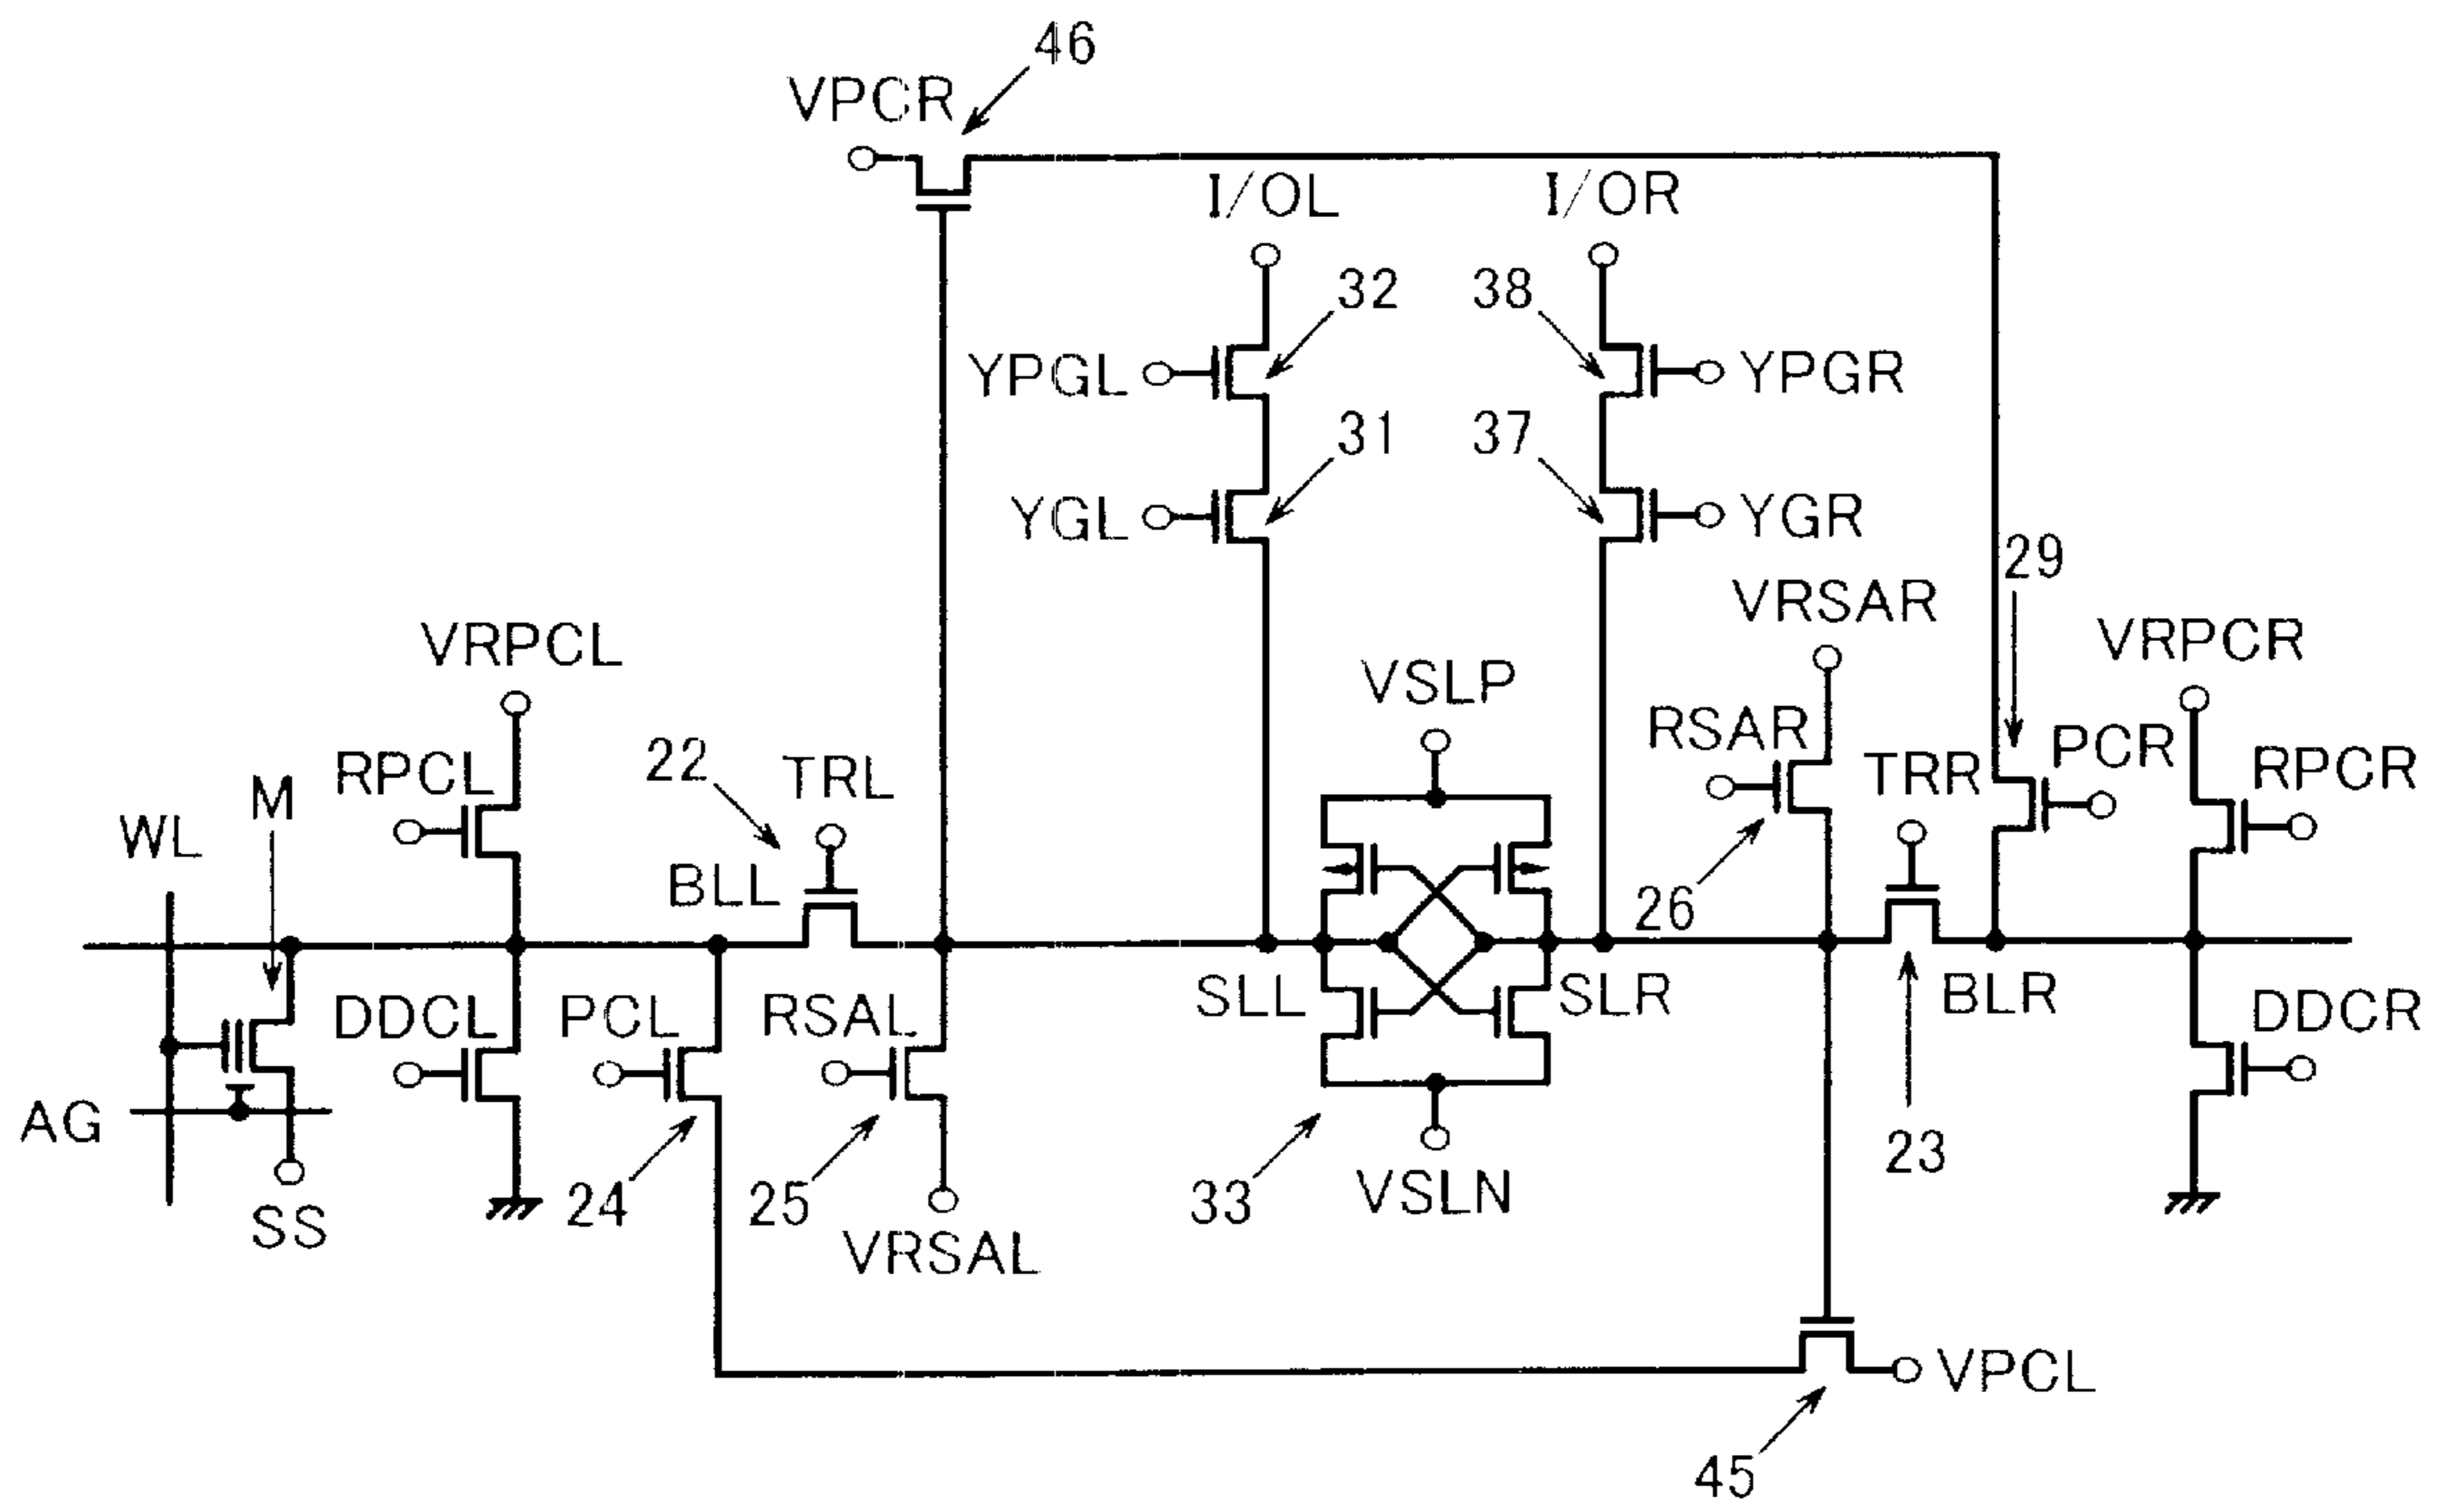 46
VPCR
I/OL
I/OR
32
38
YPGL
YPGR
31
37
YGL
YGR
29
VRSAR
VRPCL
VRPCR
VSLP
RSAR
PCR
22
TRL
RPCL
TRR
RPCR
M
WL
BLL
26
SLL
SLR
BLR
DDCL
PCL
RSAL
DDCR
AG
23
24
25
33
VSLN
SS
VRSAL
VPCL
45